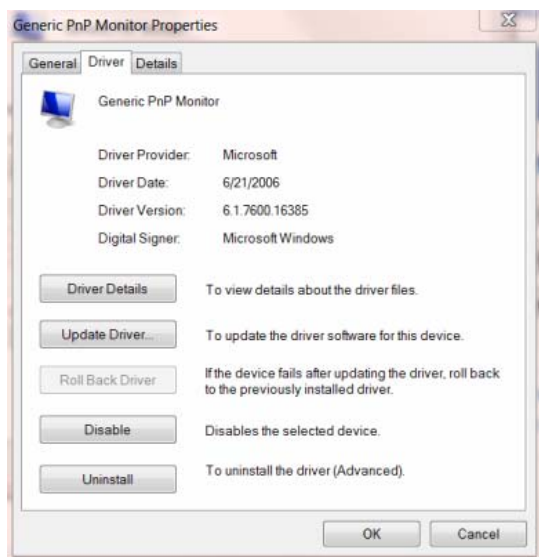 Generic PnP Monitor Properties
General Driver Details
Generic PnP Monitor
Driver Provider: Microsoft
Driver Date: 6/21/2006
Driver Version: 6.1.7600.16385
Digital Signer: Microsoft Windows
Driver Details To view details about the driver files.
Update Driver... To update the driver software for this device.
Roll Back Driver If the device fails after updating the driver, roll back
to the previously installed driver.
Disable Disables the selected device.
Uninstall To uninstall the driver (Advanced).
OK Cancel